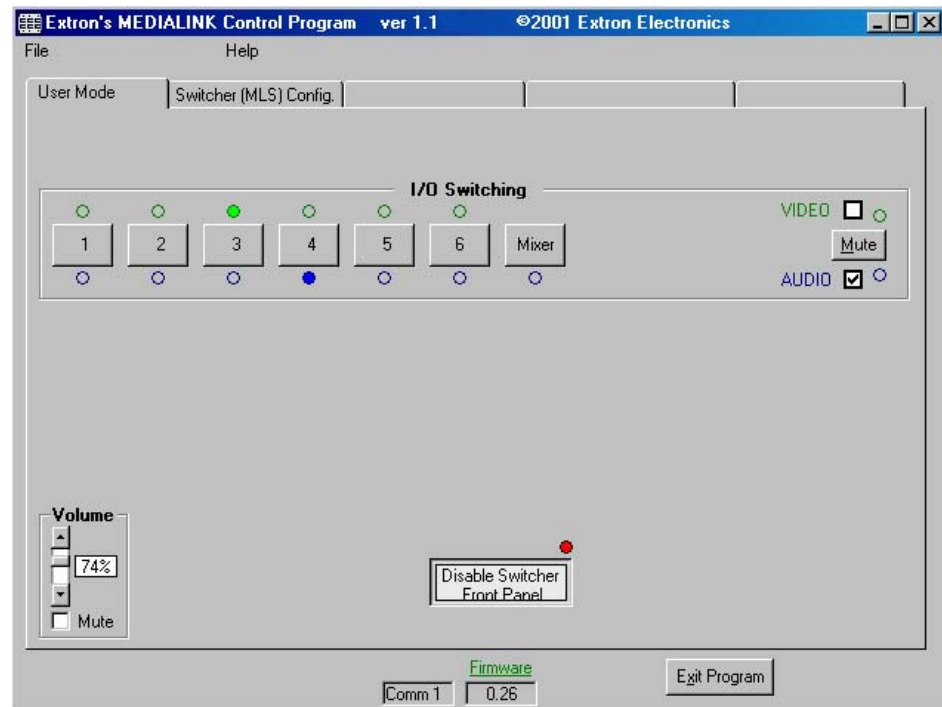 Extron's MEDIALINK Control Program ver 1.1 ©2001 Extron Electronics
File Help
User Mode Switcher (MLS) Config.
I/O Switching
VIDEO
1 2 3 4 5 6 Mixer Mute
AUDIO
Volume
74%
Mute
Disable Switcher
Front Panel
Firmware
Comm 1 0.26
Exit Program